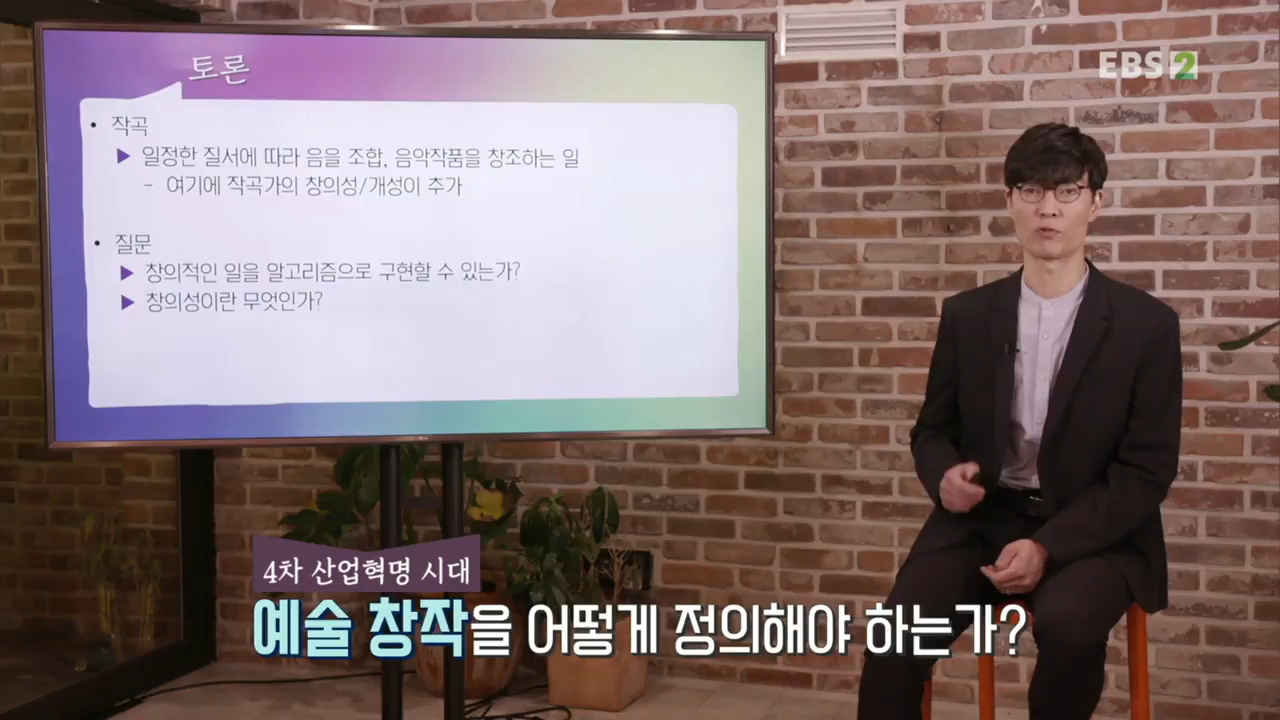 토론
• 작곡
▶ 일정한 질서에 따라 음을 조합, 음악작품을 창조하는 일
- 여기에 작곡가의 창의성/개성이 추가
• 질문
▶ 창의적인 일을 알고리즘으로 구현할 수 있는가?
▶ 창의성이란 무엇인가?
EBS 2
4차 산업혁명 시대
예술 창작을 어떻게 정의해야 하는가?